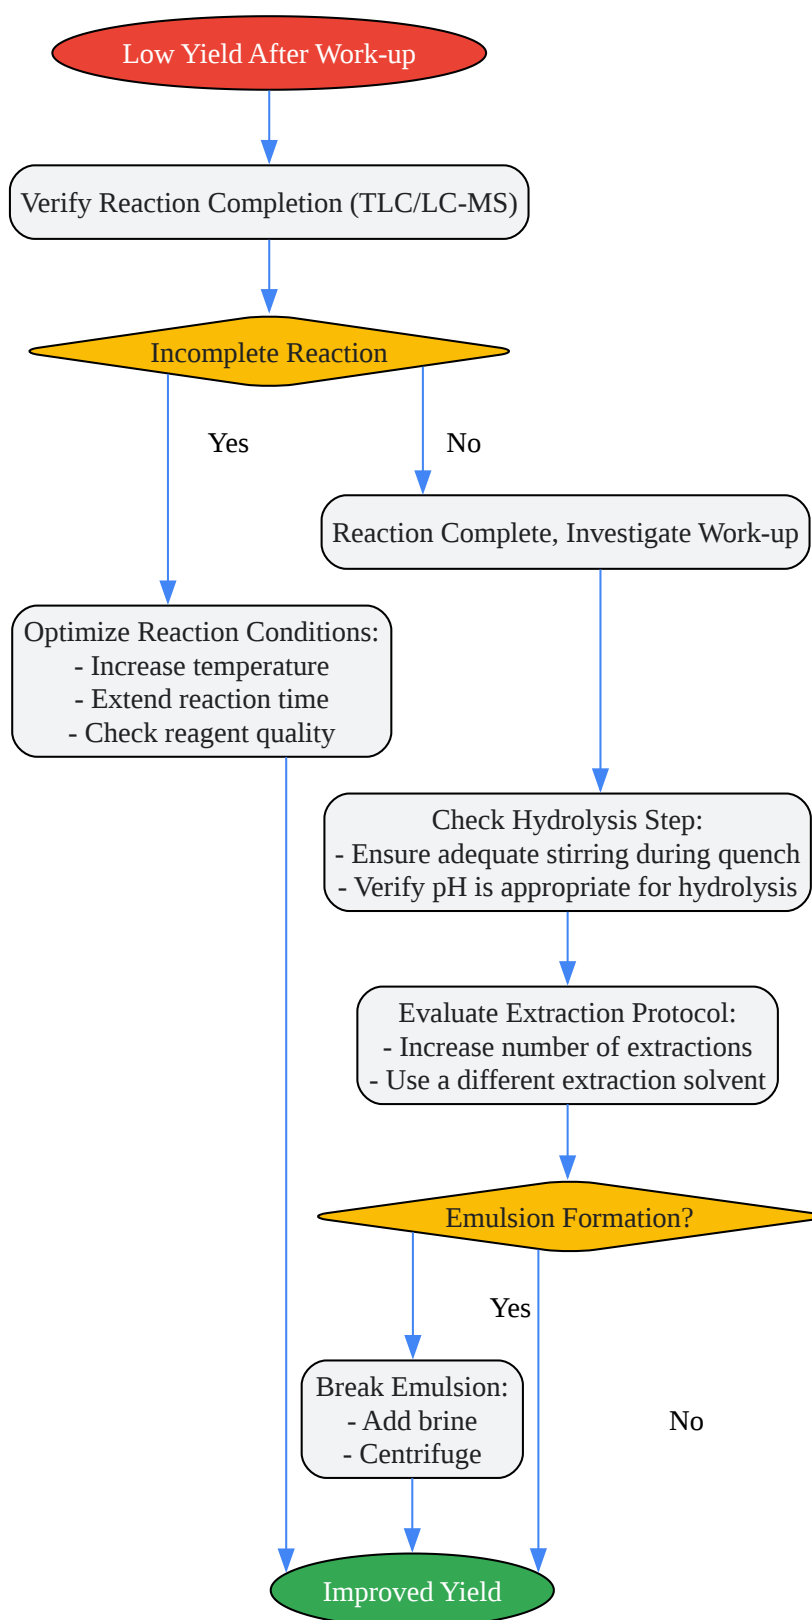 Low Yield After Work-up
Verify Reaction Completion (TLC/LC-MS)
Incomplete Reaction
Yes
No
Reaction Complete, Investigate Work-up
Optimize Reaction Conditions:
- Increase temperature
- Extend reaction time
- Check reagent quality
Check Hydrolysis Step:
- Ensure adequate stirring during quench
- Verify pH is appropriate for hydrolysis
Evaluate Extraction Protocol:
- Increase number of extractions
- Use a different extraction solvent
Emulsion Formation?
Yes
Break Emulsion:
- Add brine
- Centrifuge
No
Improved Yield